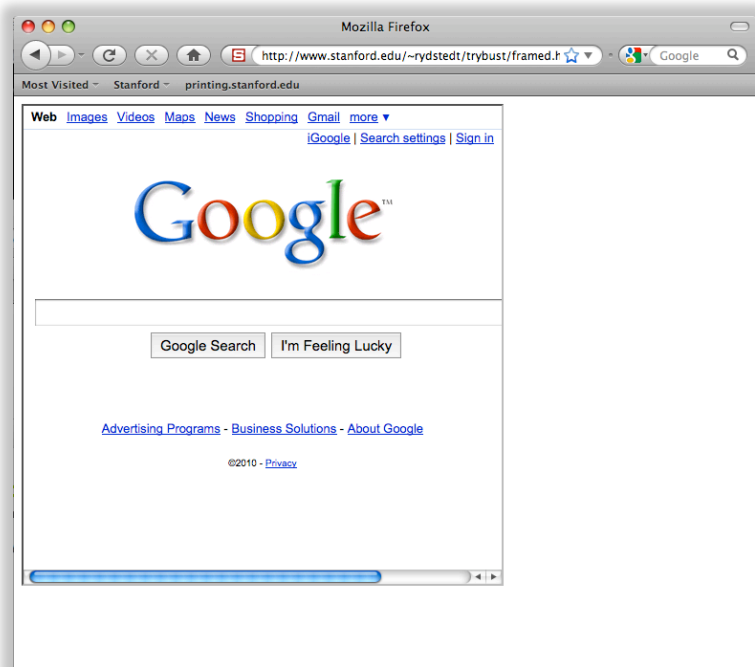 Mozilla Firefox
http://www.stanford.edu/~rydstedt/trybust/framed.h Google
Most Visited Stanford printing.stanford.edu
Web Images Videos Maps News Shopping Gmail more ▼
iGoogle | Search settings | Sign in
Google™
Google Search I'm Feeling Lucky
Advertising Programs - Business Solutions - About Google
©2010 - Privacy